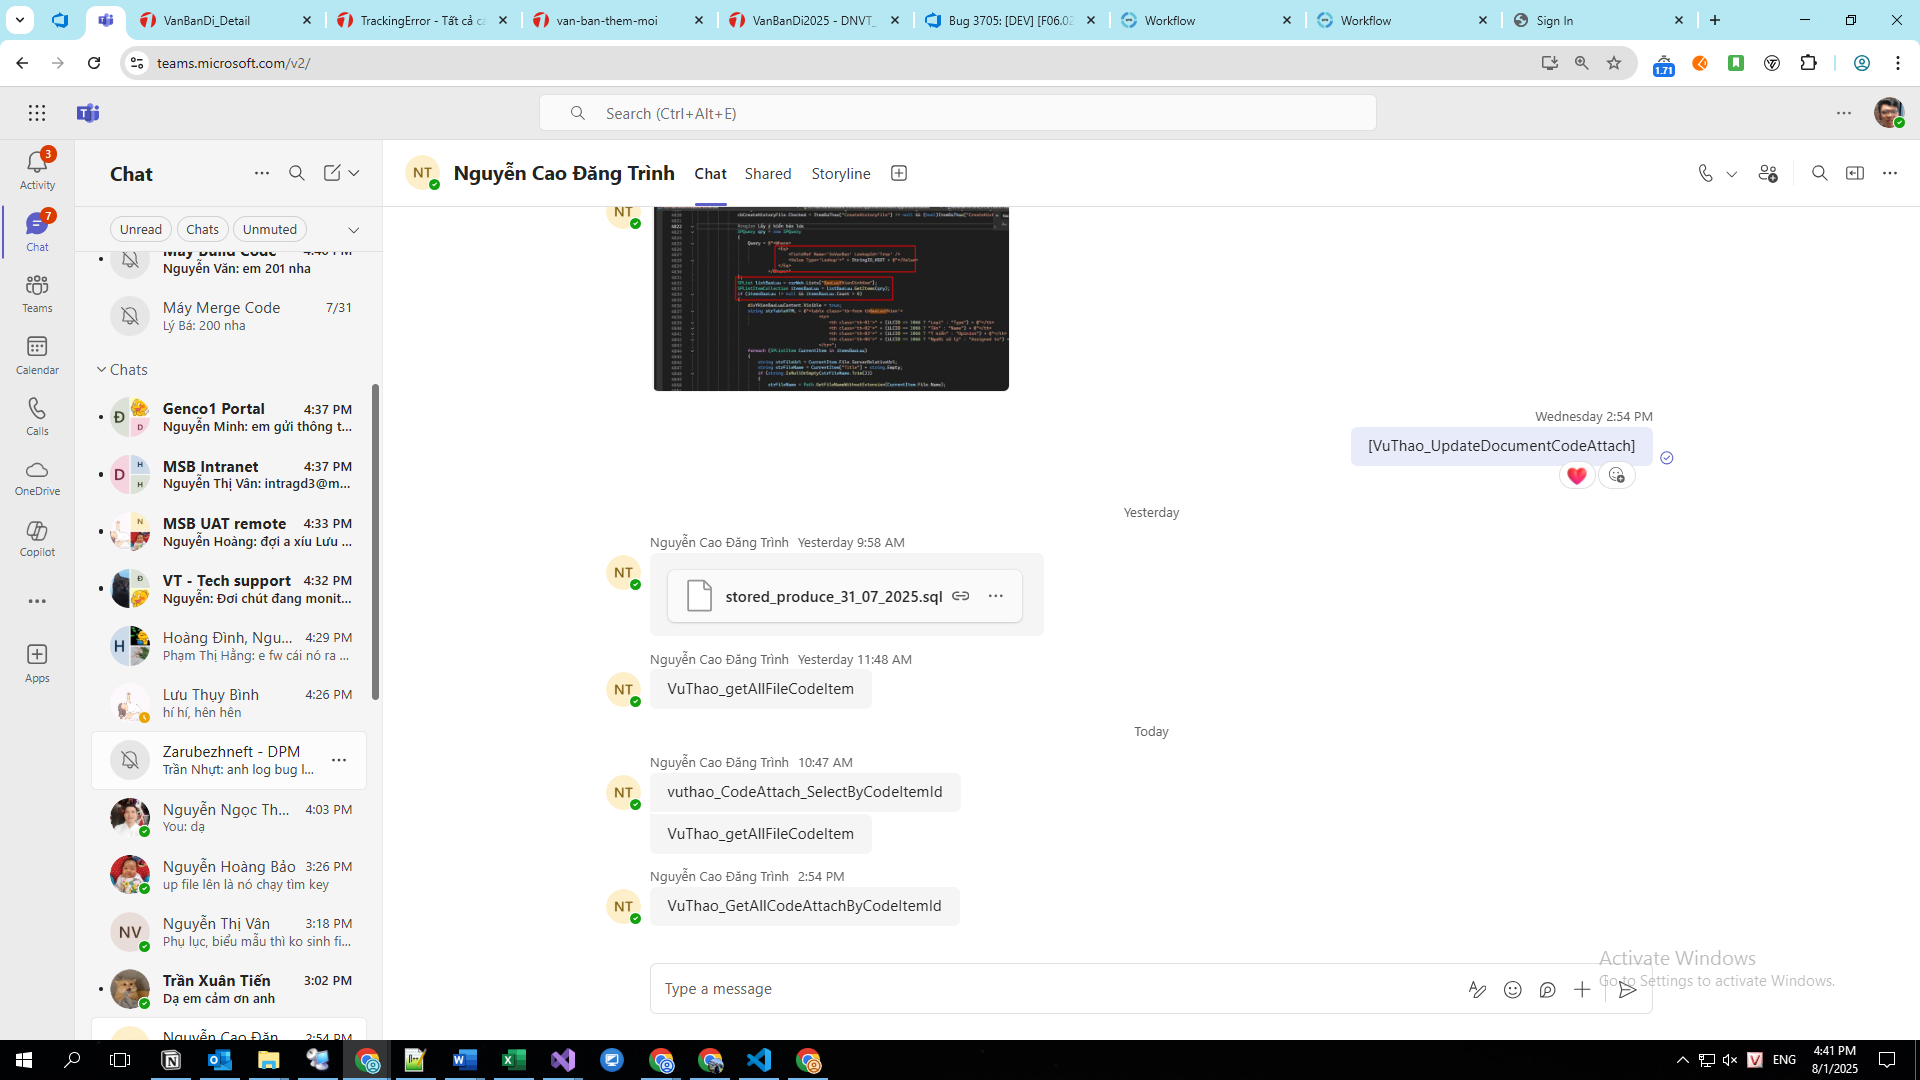 VanBanDi_Detail
TrackingError - Tất cả cá
van-ban-them-moi
VanBanDi2025 - DNVT_
Bug 3705: [DEV] [F06.02
Workflow
Workflow
Sign In
teams.microsoft.com/v2/
1.71
Search (Ctrl+Alt+E)
3
Activity
7
Chat
Teams
Calendar
Calls
OneDrive
Copilot
Apps
Chat
Unread
Chats
Unmuted
Máy Build Code 4:40 PM
Nguyễn Văn: em 201 nha
Máy Merge Code 7/31
Lý Bá: 200 nha
Chats
Genco1 Portal 4:37 PM
Nguyễn Minh: em gửi thông t...
MSB Intranet 4:37 PM
Nguyễn Thị Vân: intragd3@m...
MSB UAT remote 4:33 PM
Nguyễn Hoàng: đợi a xíu Lưu ...
VT - Tech support 4:32 PM
Nguyễn: Đơi chút đang monit...
Hoàng Đình, Ngu... 4:29 PM
Phạm Thị Hằng: e fw cái nó ra ...
Lưu Thụy Bình 4:26 PM
hí hí, hên hên
Zarubezhneft - DPM
Trần Nhựt: anh log bug l...
Nguyễn Ngọc Th... 4:03 PM
You: dạ
Nguyễn Hoàng Bảo 3:26 PM
up file lên là nó chạy tìm key
NV
Nguyễn Thị Vân 3:18 PM
Phụ lục, biểu mẫu thì ko sinh fi...
Trần Xuân Tiến 3:02 PM
Dạ em cảm ơn anh
Nguyễn Cao Đăn... 2:54 PM
NT
Nguyễn Cao Đăng Trình
Chat
Shared
Storyline
NT
Wednesday 2:54 PM
[VuThao_UpdateDocumentCodeAttach]
Yesterday
Nguyễn Cao Đăng Trình Yesterday 9:58 AM
NT
stored_produce_31_07_2025.sql
Nguyễn Cao Đăng Trình Yesterday 11:48 AM
NT
VuThao_getAllFileCodeItem
Today
Nguyễn Cao Đăng Trình 10:47 AM
NT
vuthao_CodeAttach_SelectByCodeItemId
VuThao_getAllFileCodeItem
Nguyễn Cao Đăng Trình 2:54 PM
NT
VuThao_GetAllCodeAttachByCodeItemId
Type a message
Activate Windows
Go to Settings to activate Windows.
ENG
4:41 PM
8/1/2025